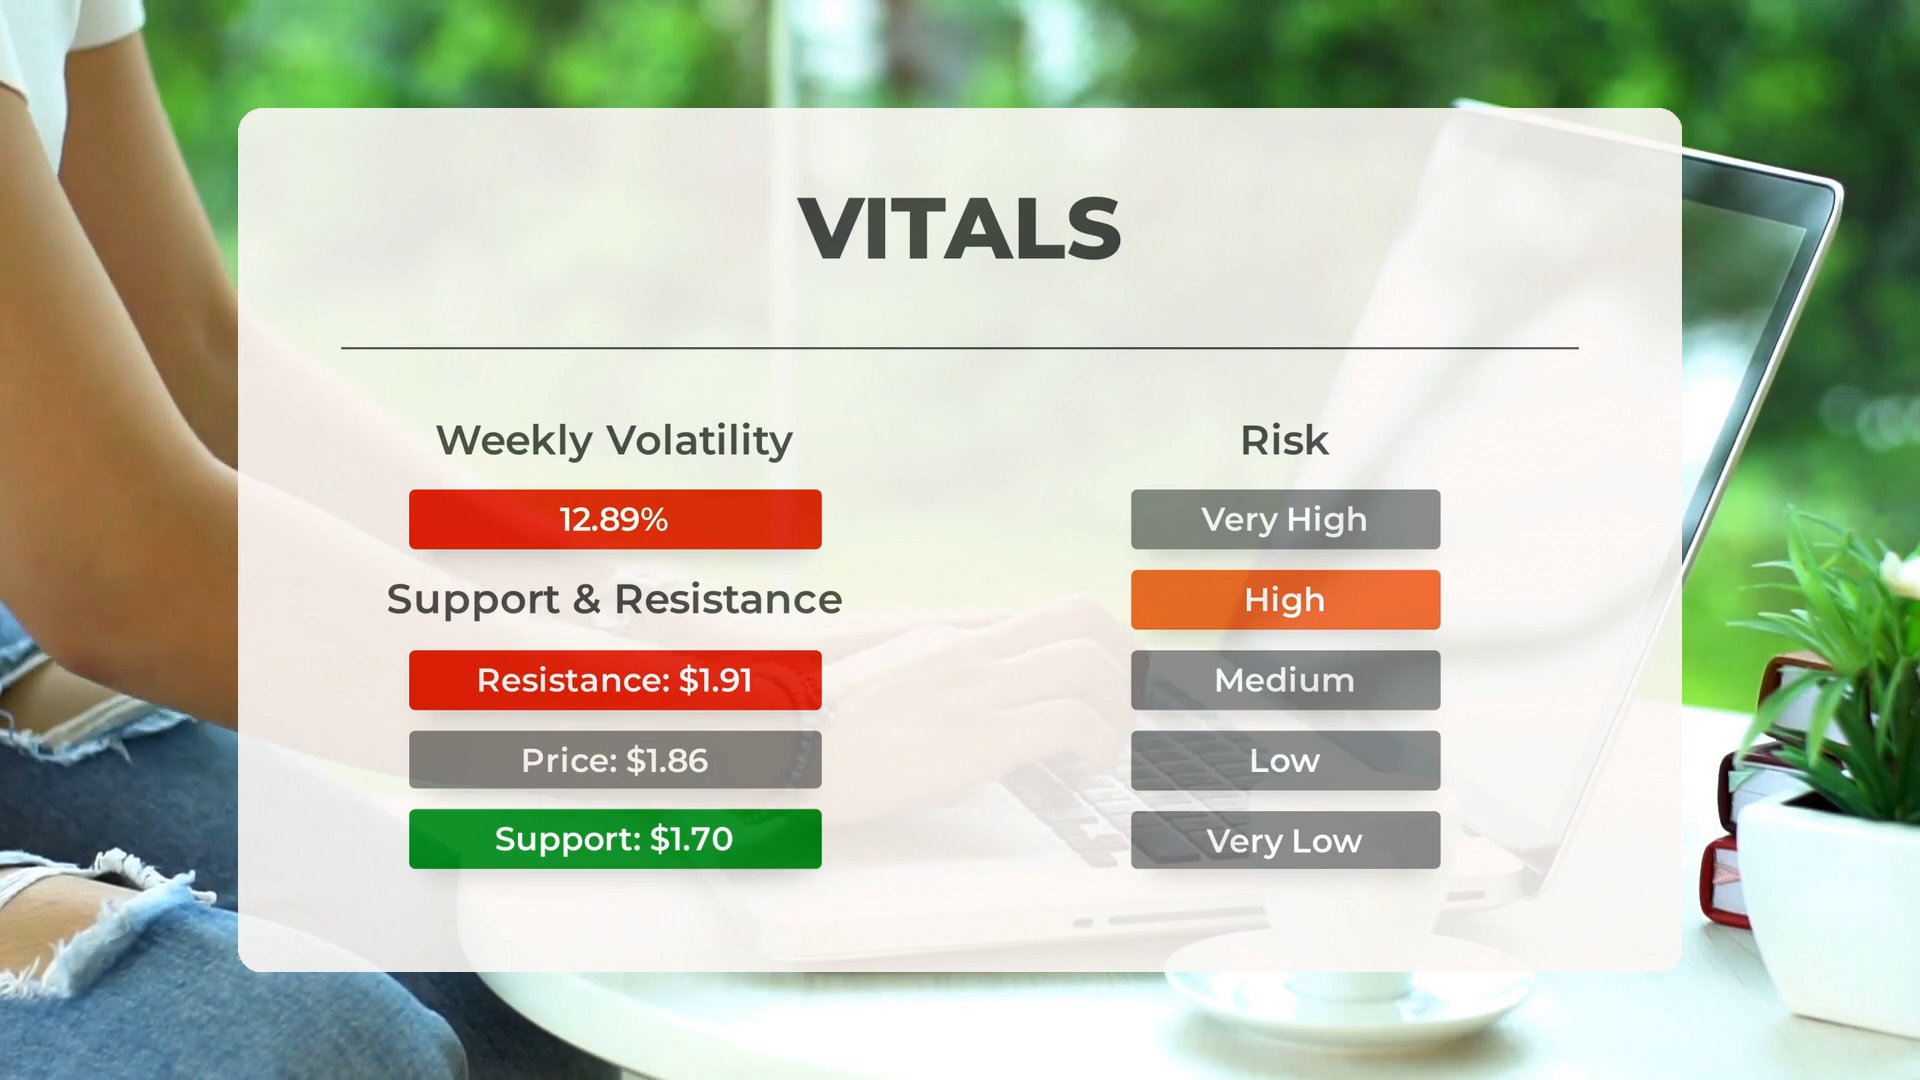 VITALS
Weekly Volatility
12.89%
Support & Resistance
Resistance: $1.91
Price: $1.86
Support: $1.70
Risk
Very High
High
Medium
Low
Very Low